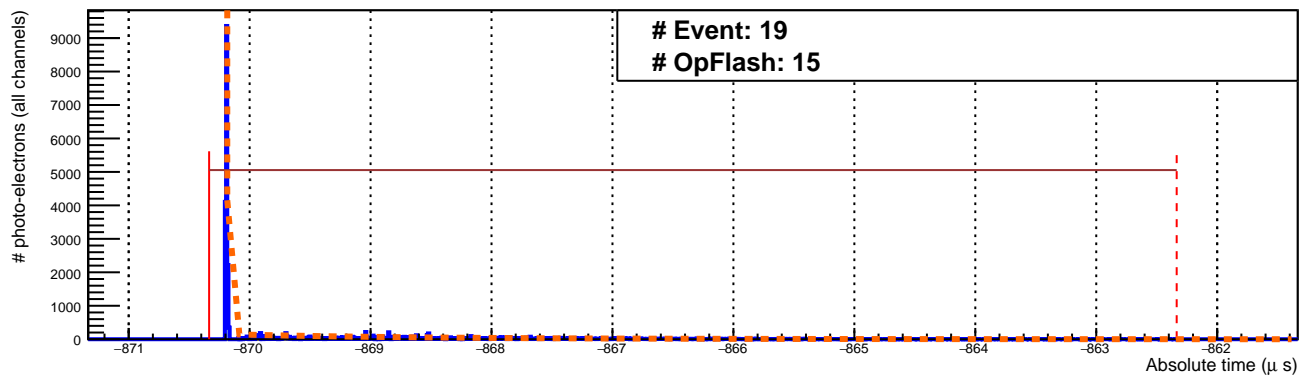 # Event: 19
# OpFlash: 15
# photo-electrons (all channels)
9000
8000
7000
6000
5000
4000
3000
2000
1000
0
−871 −870 −869 −868 −867 −866 −865 −864 −863 −862
Absolute time (μ s)